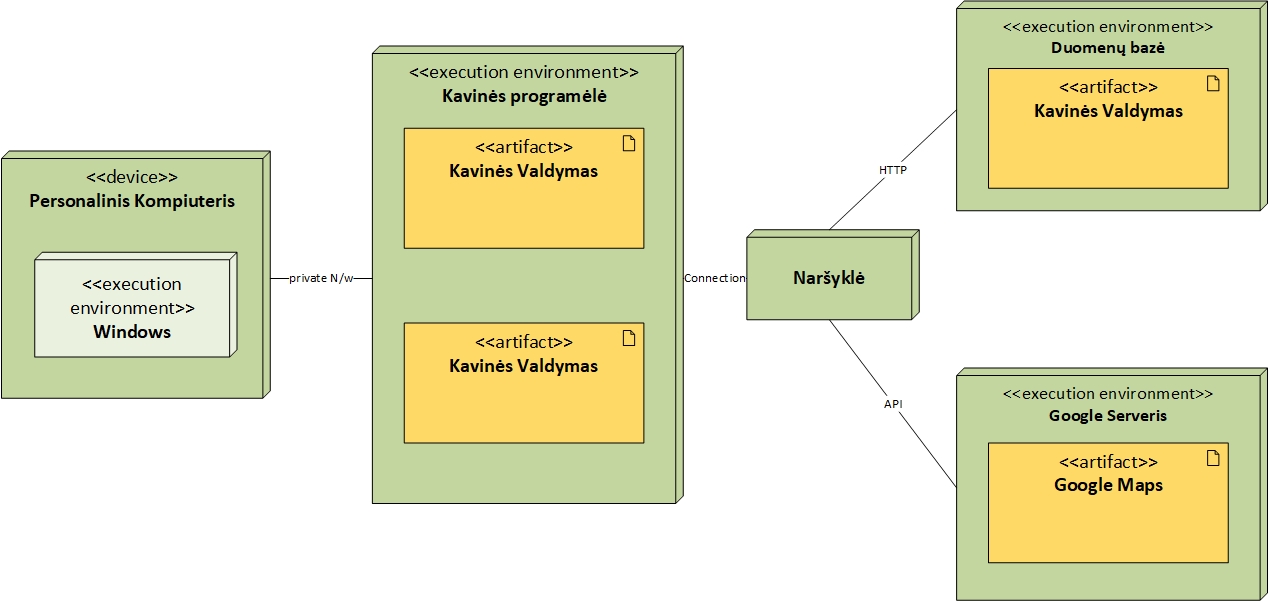 <<device>>
Personalinis Kompiuteris
<<execution
environment>>
Windows
private N/w
<<execution environment>>
Kavinės programėlė
<<artifact>>
Kavinės Valdymas
<<artifact>>
Kavinės Valdymas
Connection
Naršyklė
HTTP
API
<<execution environment>>
Duomenų bazė
<<artifact>>
Kavinės Valdymas
<<execution environment>>
Google Serveris
<<artifact>>
Google Maps